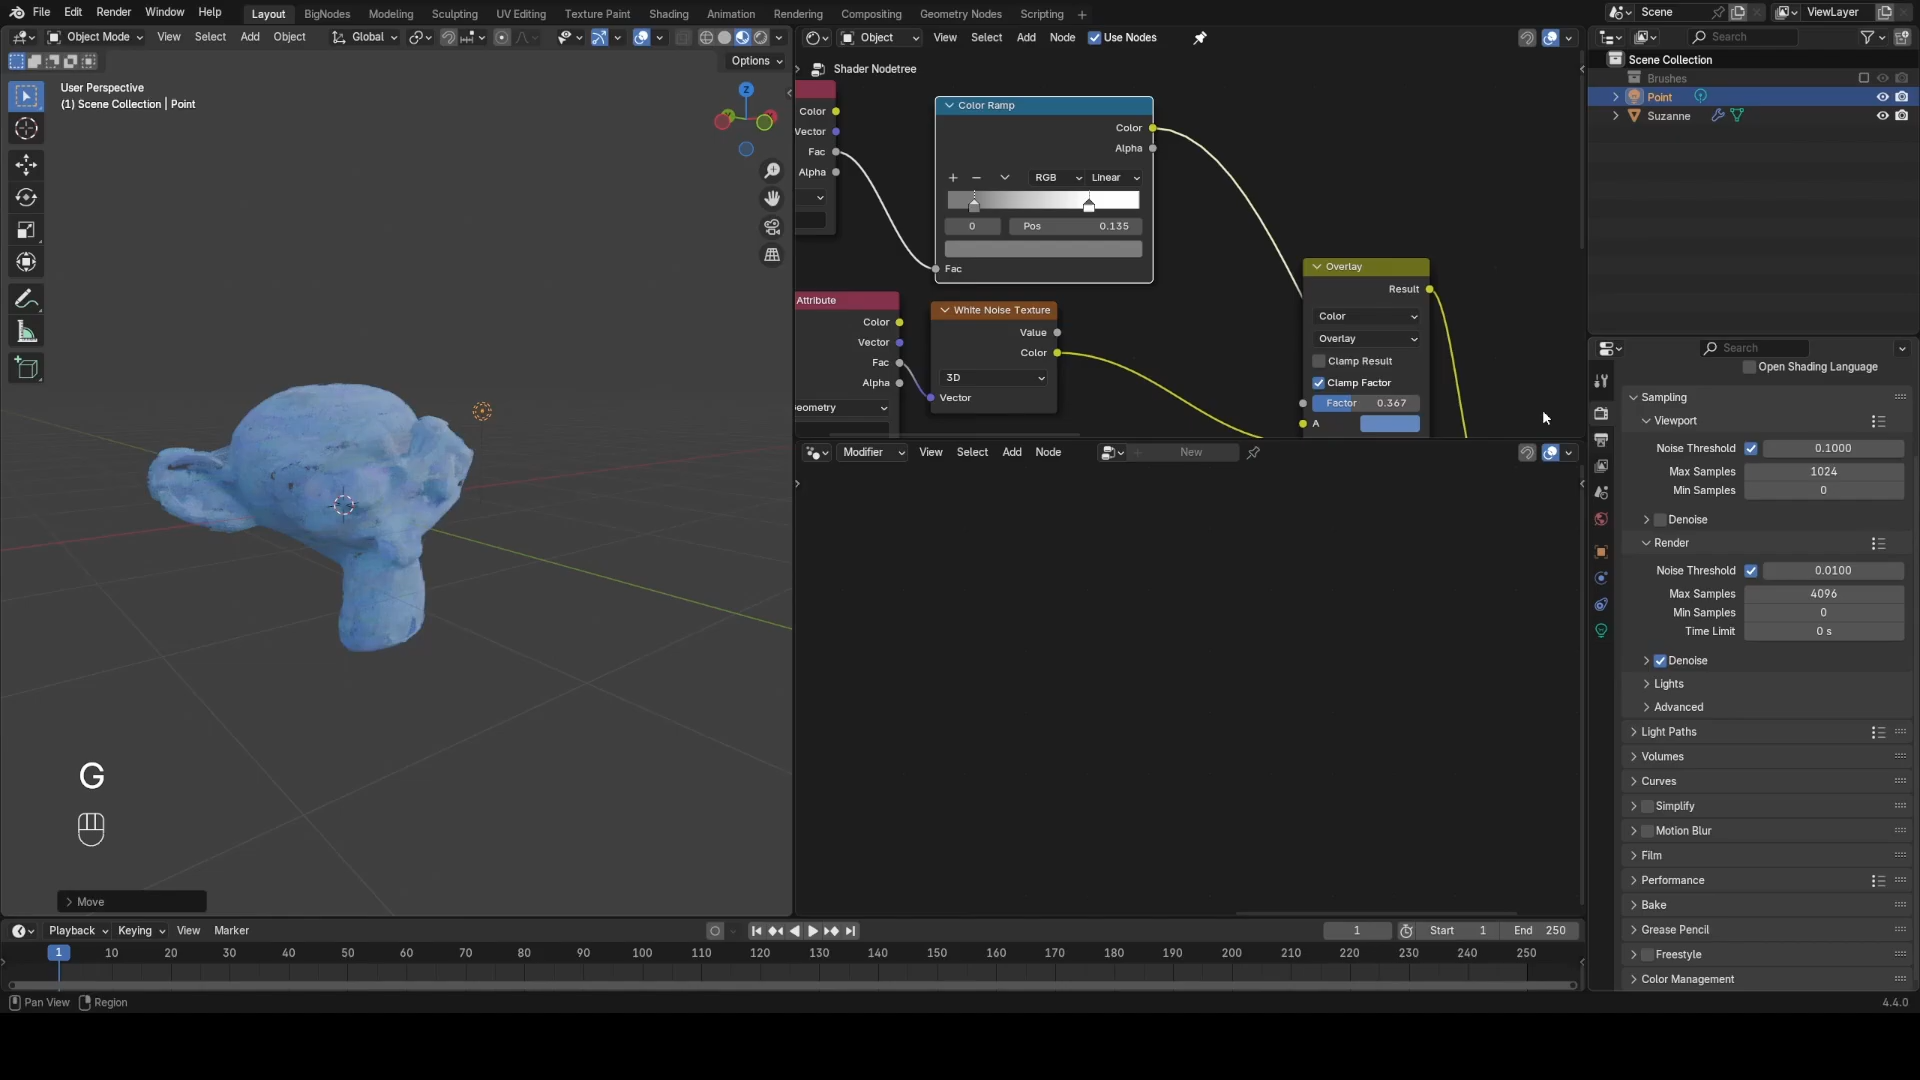 File Edit Render Window Help Layout BigNodes Modeling Sculpting UV Editing Texture Paint Shading Animation Rendering Compositing Geometry Nodes Scripting Scene ViewLayer
Object Mode View Select Add Object Global
Options
User Perspective
(1) Scene Collection | Point
Z
G
Move
Object View Select Add Node Use Nodes
Shader Nodetree
Color
Vector
Fac
Alpha
Color Ramp
Color
Alpha
RGB Linear
0 Pos 0.135
Fac
Attribute
Color
Vector
Fac
Alpha
White Noise Texture
Value
Color
3D
Vector
Overlay
Result
Color
Overlay
Clamp Result
Clamp Factor
Factor 0.367
A
Modifier View Select Add Node New
Search
Scene Collection
Brushes
Point
Suzanne
Search
Open Shading Language
Sampling
Viewport
Noise Threshold 0.1000
Max Samples 1024
Min Samples 0
Denoise
Render
Noise Threshold 0.0100
Max Samples 4096
Min Samples 0
Time Limit 0 s
Denoise
Lights
Advanced
Light Paths
Volumes
Curves
Simplify
Motion Blur
Film
Performance
Bake
Grease Pencil
Freestyle
Color Management
Playback Keying View Marker 1 Start 1 End 250
1 10 20 30 40 50 60 70 80 90 100 110 120 130 140 150 160 170 180 190 200 210 220 230 240 250
Pan View Region 4.4.0